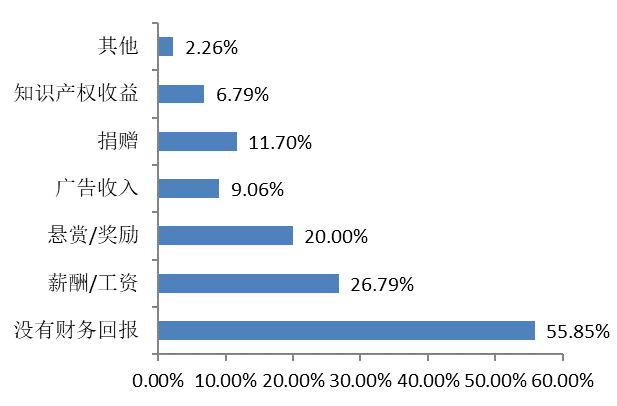 其他 2.26%
知识产权收益 6.79%
捐赠 11.70%
广告收入 9.06%
悬赏/奖励 20.00%
薪酬/工资 26.79%
没有财务回报 55.85%
0.00% 10.00% 20.00% 30.00% 40.00% 50.00% 60.00%